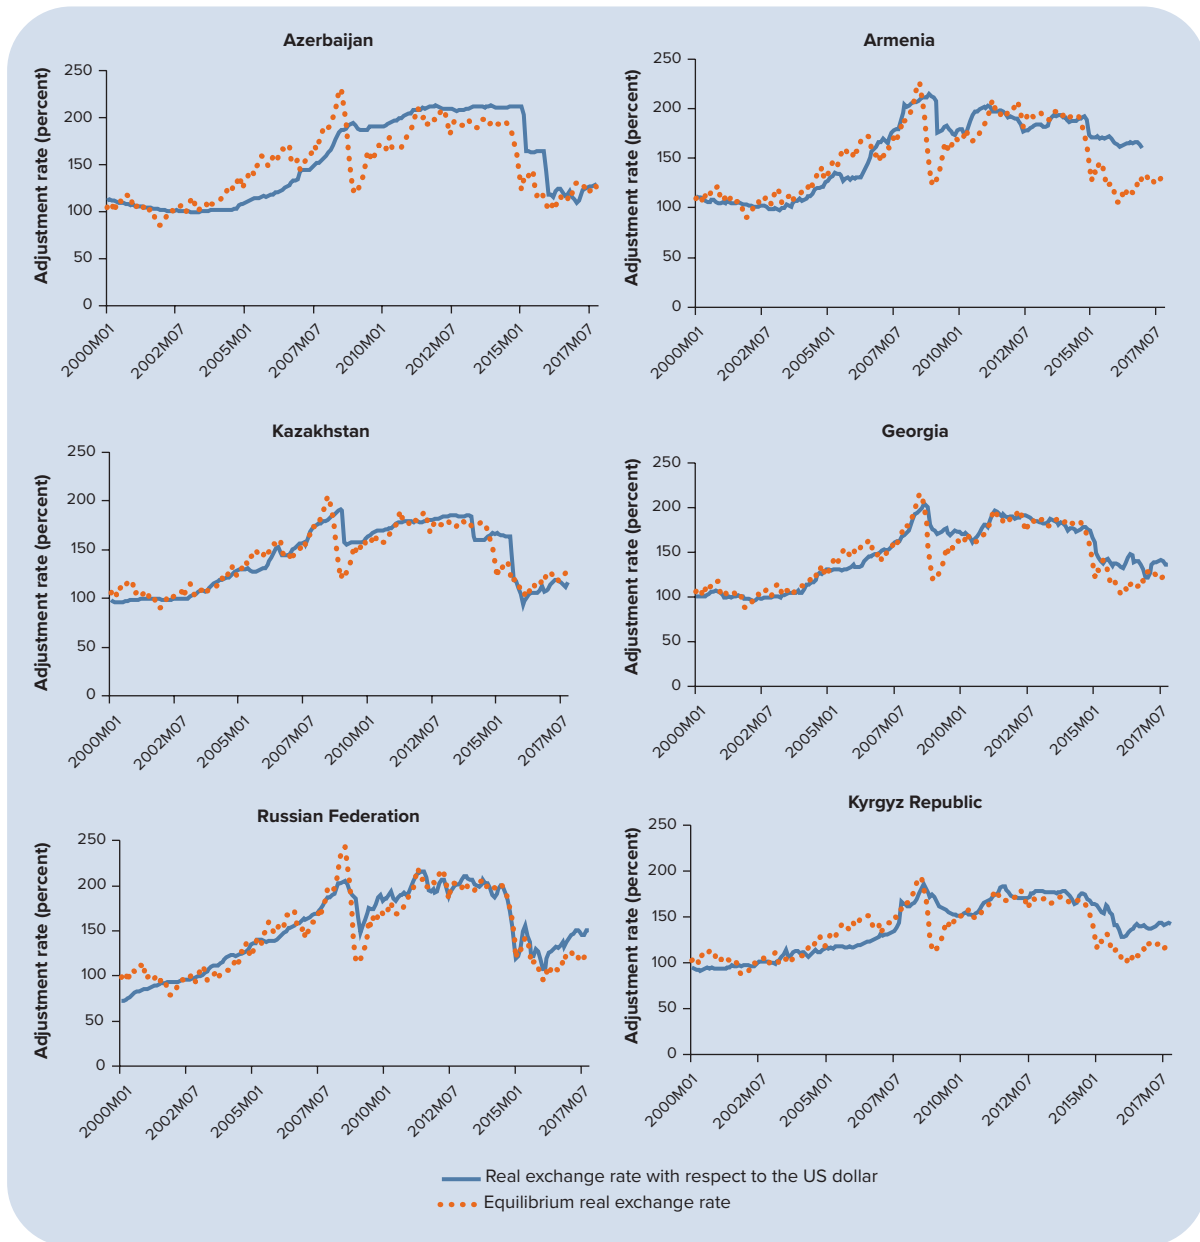 Azerbaijan
Adjustment rate (percent)
250
200
150
100
50
0
2000M01
2002M07
2005M01
2007M07
2010M01
2012M07
2015M01
2017M07
Armenia
Adjustment rate (percent)
250
200
150
100
50
0
2000M01
2002M07
2005M01
2007M07
2010M01
2012M07
2015M01
2017M07
Kazakhstan
Adjustment rate (percent)
250
200
150
100
50
0
2000M01
2002M07
2005M01
2007M07
2010M01
2012M07
2015M01
2017M07
Georgia
Adjustment rate (percent)
250
200
150
100
50
0
2000M01
2002M07
2005M01
2007M07
2010M01
2012M07
2015M01
2017M07
Russian Federation
Adjustment rate (percent)
250
200
150
100
50
0
2000M01
2002M07
2005M01
2007M07
2010M01
2012M07
2015M01
2017M07
Kyrgyz Republic
Adjustment rate (percent)
250
200
150
100
50
0
2000M01
2002M07
2005M01
2007M07
2010M01
2012M07
2015M01
2017M07
Real exchange rate with respect to the US dollar
Equilibrium real exchange rate